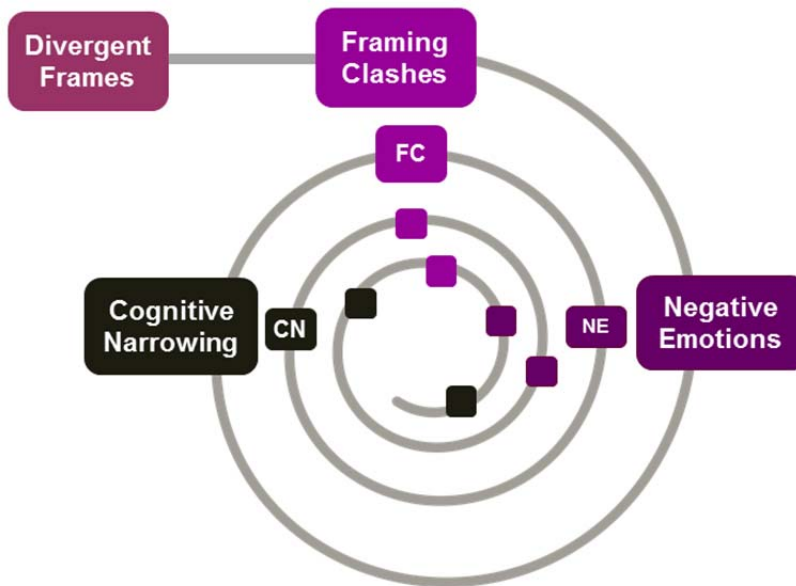 Divergent
Frames
Framing
Clashes
FC
Cognitive
Narrowing
CN
NE
Negative
Emotions